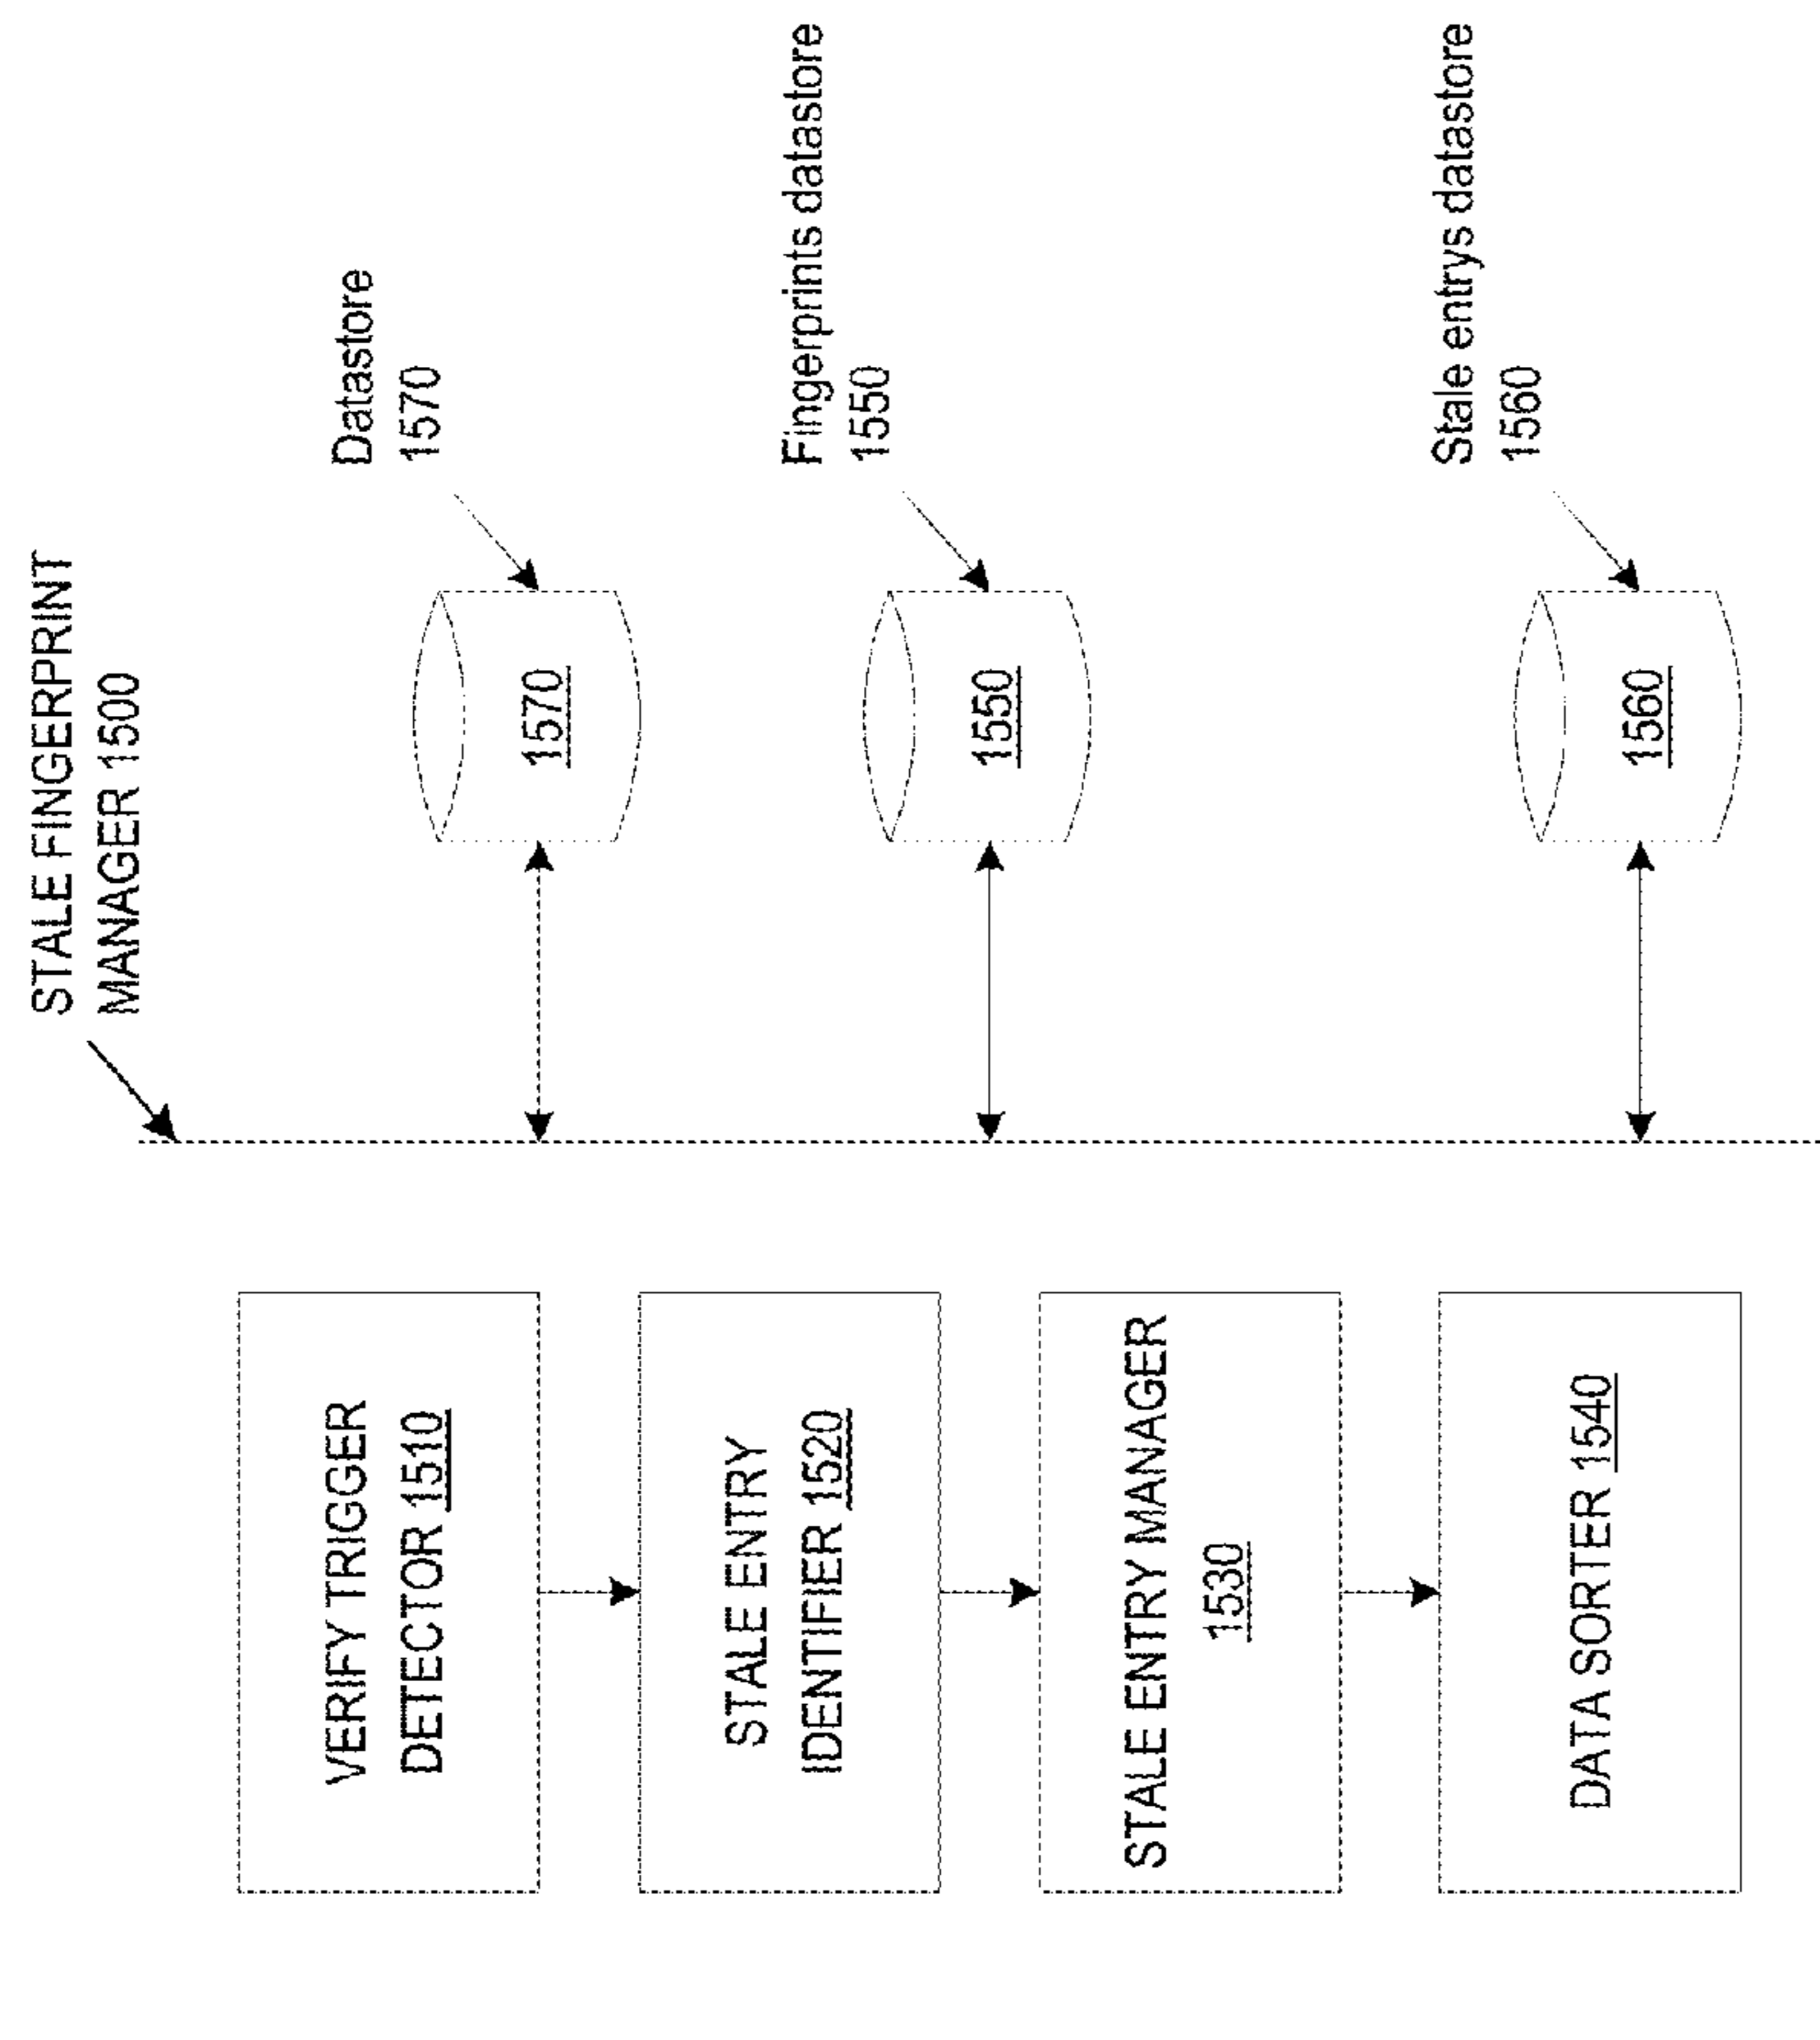 STALE FINGERPRINT
MANAGER 1500
VERIFY TRIGGER
DETECTOR 1510
STALE ENTRY
IDENTIFIER 1520
STALE ENTRY MANAGER
1530
DATA SORTER 1540
Datastore
1570
1570
Fingerprints datastore
1550
1550
Stale entrys datastore
1560
1560